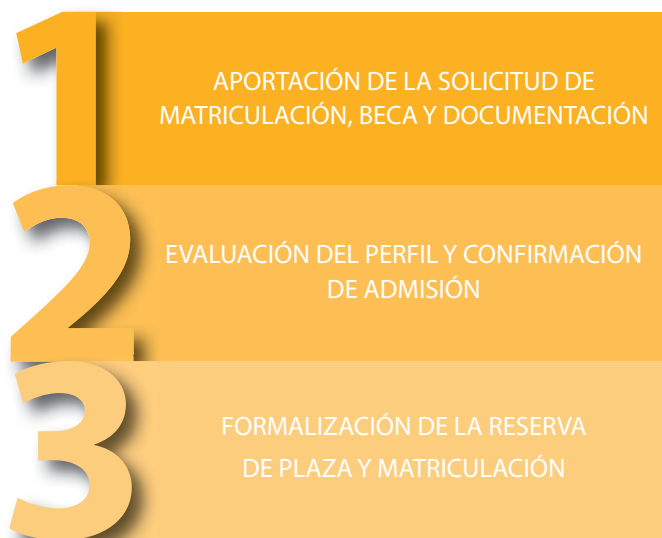 1
APORTACIÓN DE LA SOLICITUD DE
MATRICULACIÓN, BECA Y DOCUMENTACIÓN
2
EVALUACIÓN DEL PERFIL Y CONFIRMACIÓN
DE ADMISIÓN
3
FORMALIZACIÓN DE LA RESERVA
DE PLAZA Y MATRICULACIÓN